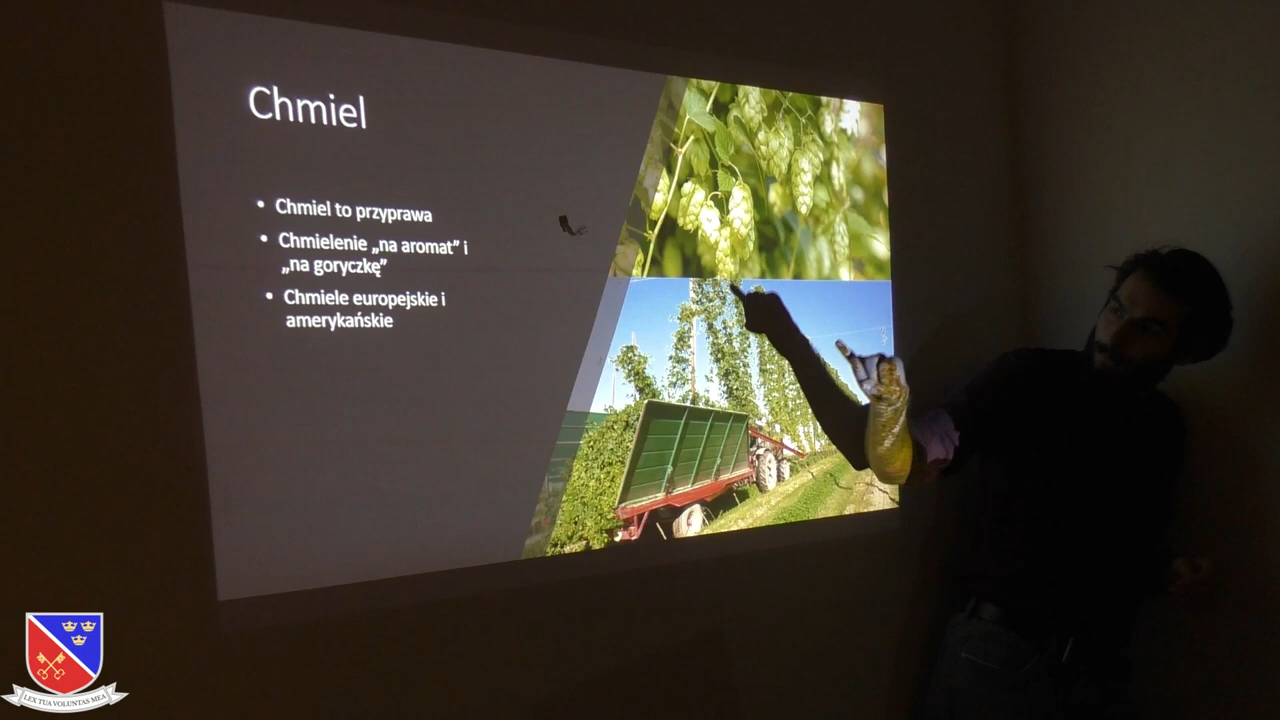 Chmiel
• Chmiel to przyprawa
• Chmielenie „na aromat” i
„na goryczkę”
• Chmiele europejskie i
amerykańskie
LEX TUA VOLUNTAS MEA